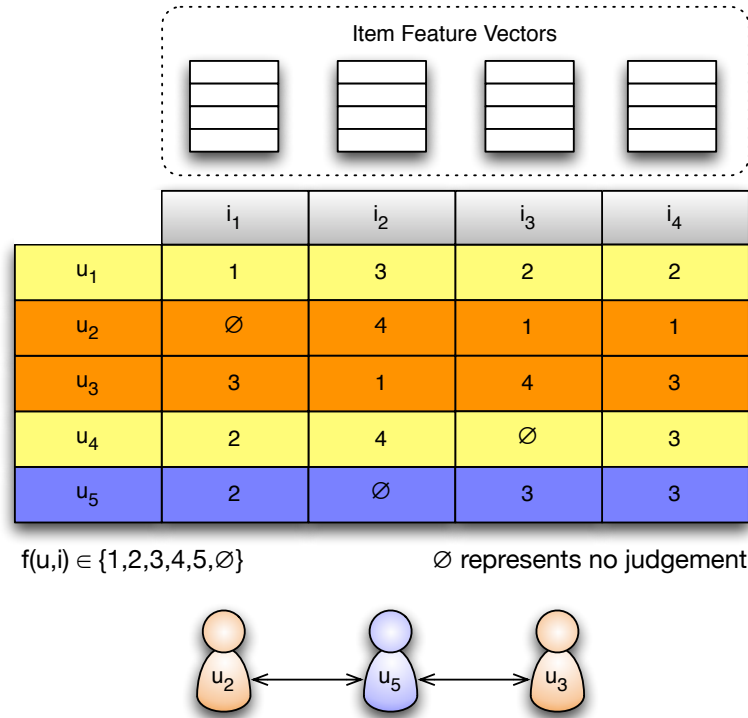 Item Feature Vectors
i₁ i₂ i₃ i₄
u₁ 1 3 2 2
u₂ ∅ 4 1 1
u₃ 3 1 4 3
u₄ 2 4 ∅ 3
u₅ 2 ∅ 3 3
f(u,i) ∈ {1,2,3,4,5,∅} ∅ represents no judgement
u₂ u₅ u₃